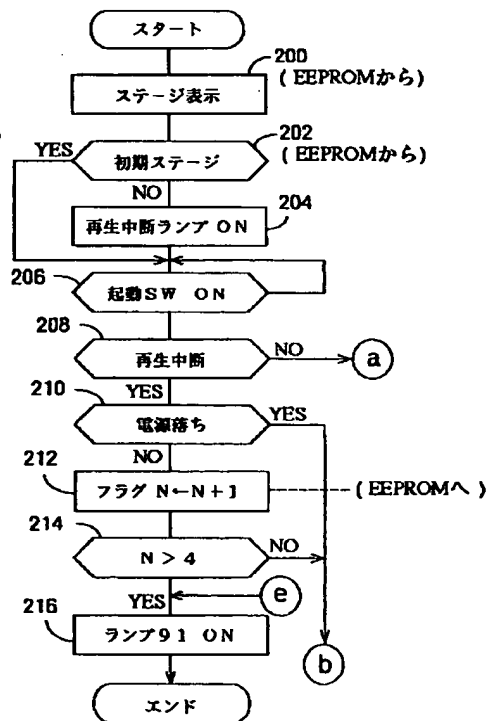 スタート
200
(EEPROMから)
ステージ表示
202
YES
初期ステージ
(EEPROMから)
NO
204
再生中断ランプ ON
206
起動SW ON
208
再生中断
NO
a
YES
210
電源落ち
YES
NO
212
フラグ N←N+1
(EEPROMへ)
214
N>4
NO
YES
e
216
ランプ91 ON
b
エンド